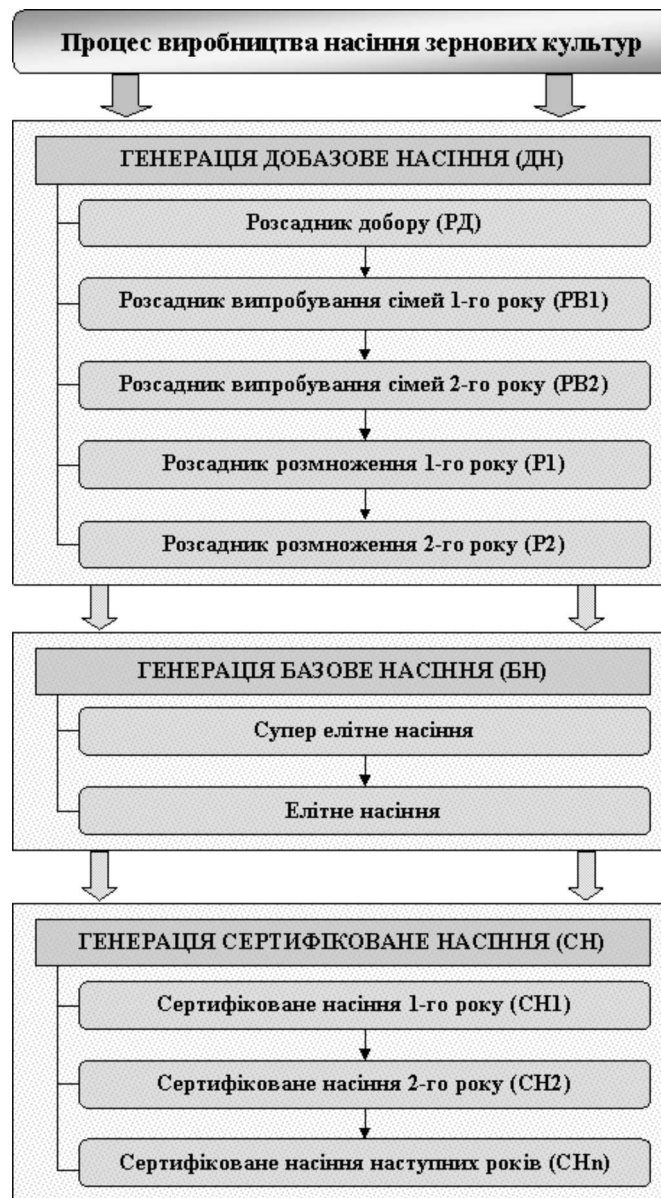 Процес виробництва насіння зернових культур
ГЕНЕРАЦІЯ ДОБАЗОВЕ НАСІННЯ (ДН)
Розсадник добору (РД)
Розсадник випробування сімей 1-го року (РВ1)
Розсадник випробування сімей 2-го року (РВ2)
Розсадник розмноження 1-го року (Р1)
Розсадник розмноження 2-го року (Р2)
ГЕНЕРАЦІЯ БАЗОВЕ НАСІННЯ (БН)
Супер елітне насіння
Елітне насіння
ГЕНЕРАЦІЯ СЕРТИФІКОВАНЕ НАСІННЯ (СН)
Сертифіковане насіння 1-го року (СН1)
Сертифіковане насіння 2-го року (СН2)
Сертифіковане насіння наступних років (СНn)